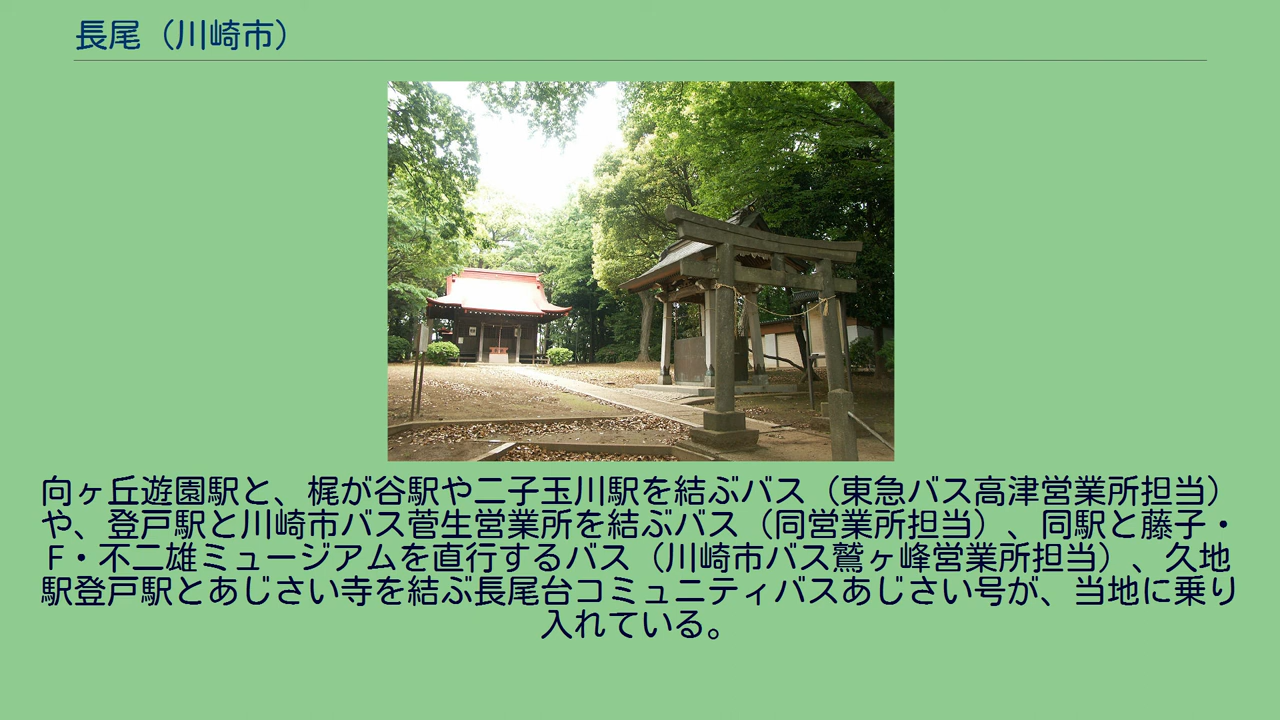 長尾（川崎市）
向ヶ丘遊園駅と、梶が谷駅や二子玉川駅を結ぶバス（東急バス高津営業所担当）
や、登戸駅と川崎市バス菅生営業所を結ぶバス（同営業所担当）、同駅と藤子・
F・不二雄ミュージアムを直行するバス（川崎市バス鷲ヶ峰営業所担当）、久地
駅登戸駅とあじさい寺を結ぶ長尾台コミュニティバスあじさい号が、当地に乗り
入れている。